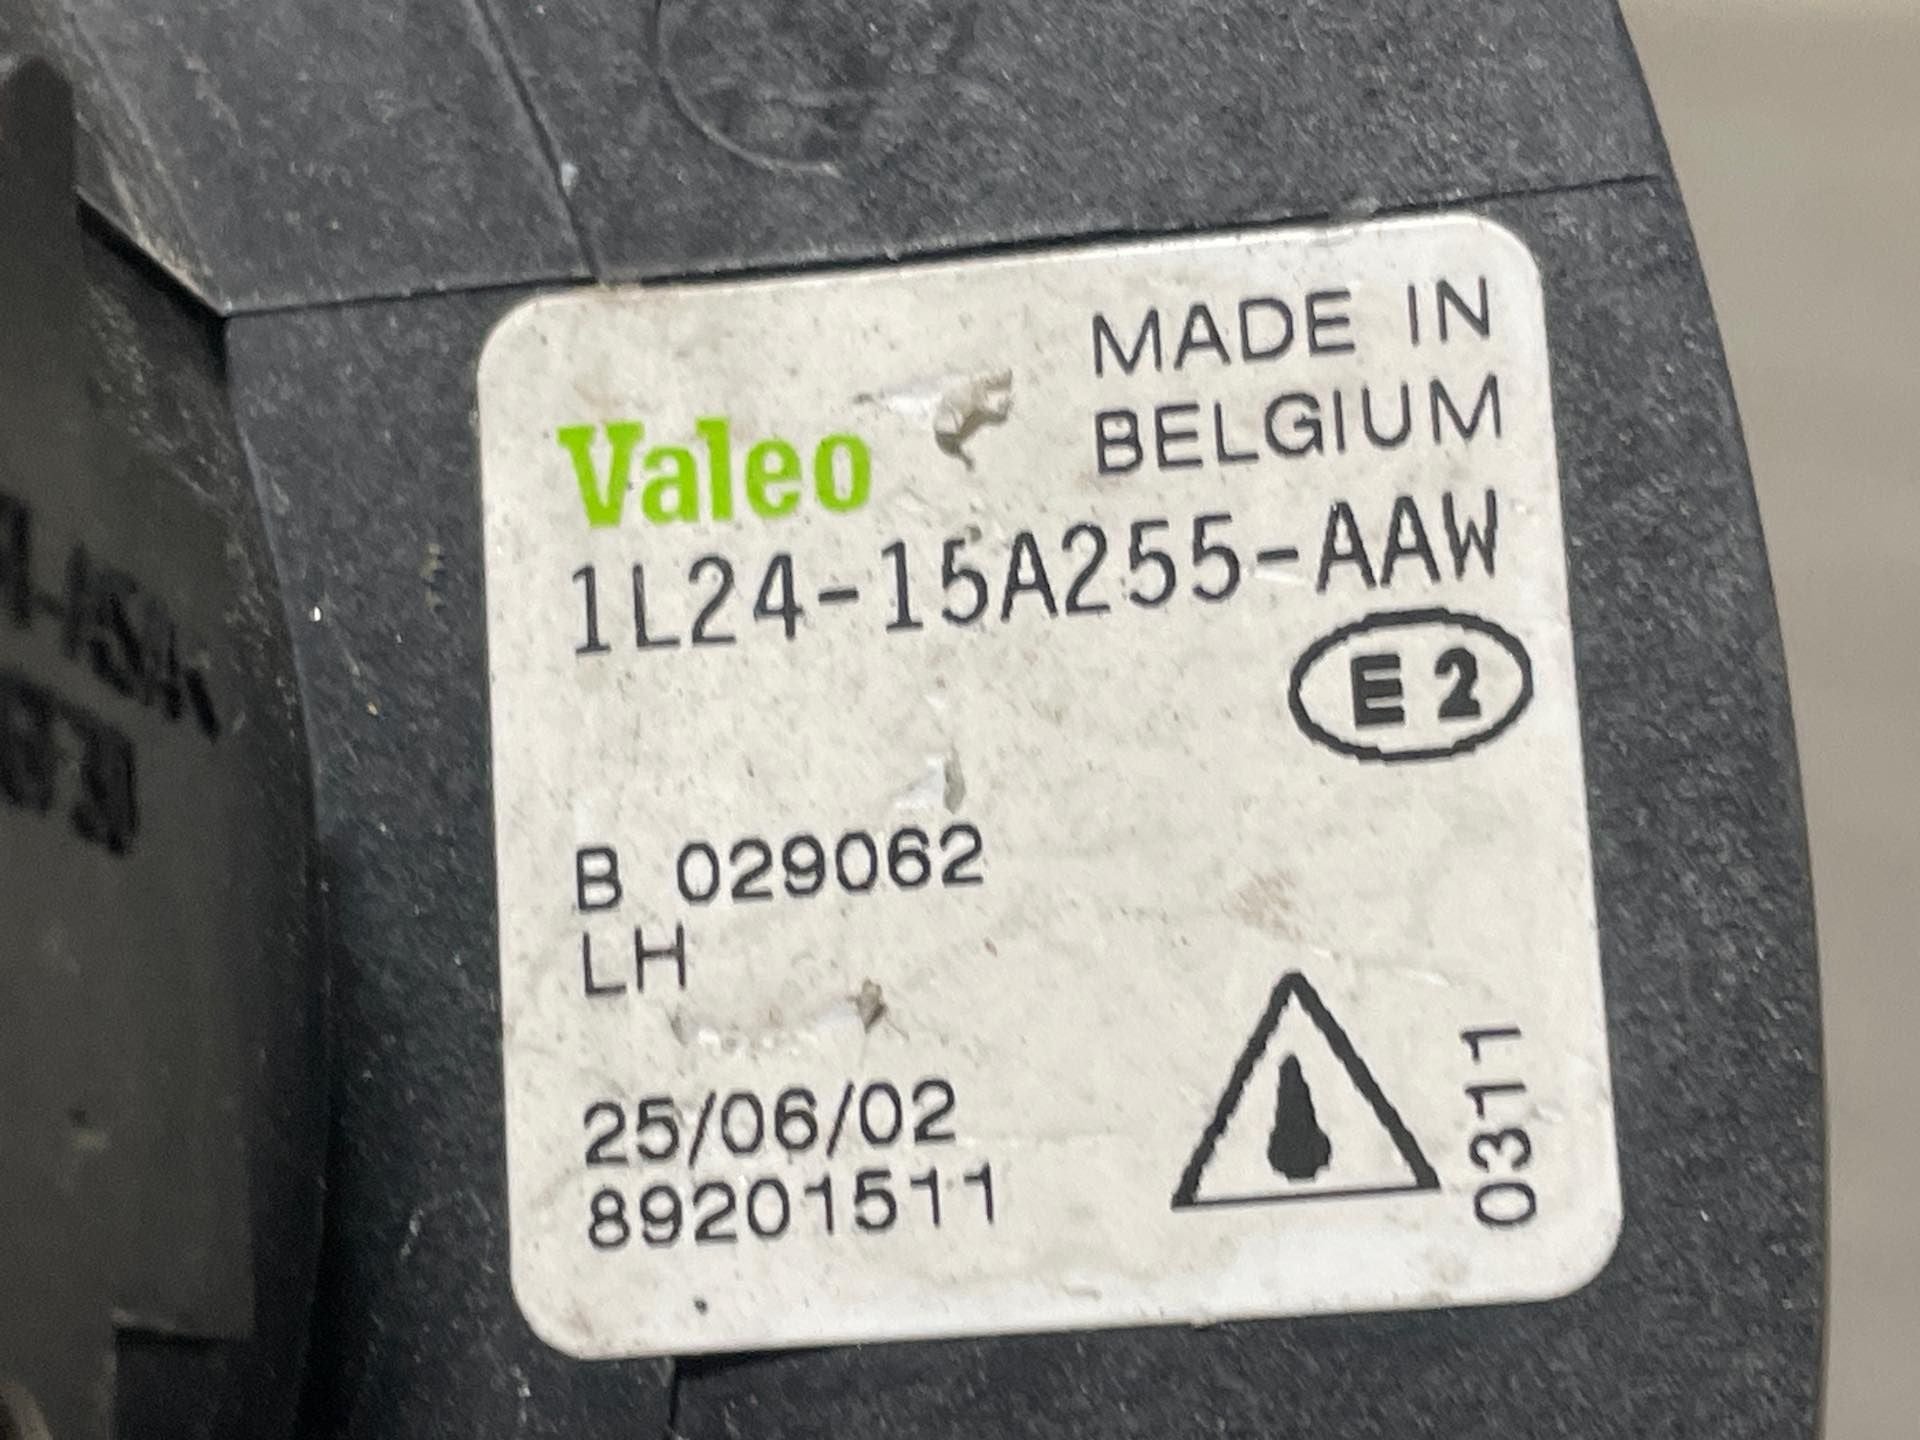 MADE IN
BELGIUM
Valeo
1L24-15A255-AAW
E2
B 029062
LH
25/06/02
89201511
0311